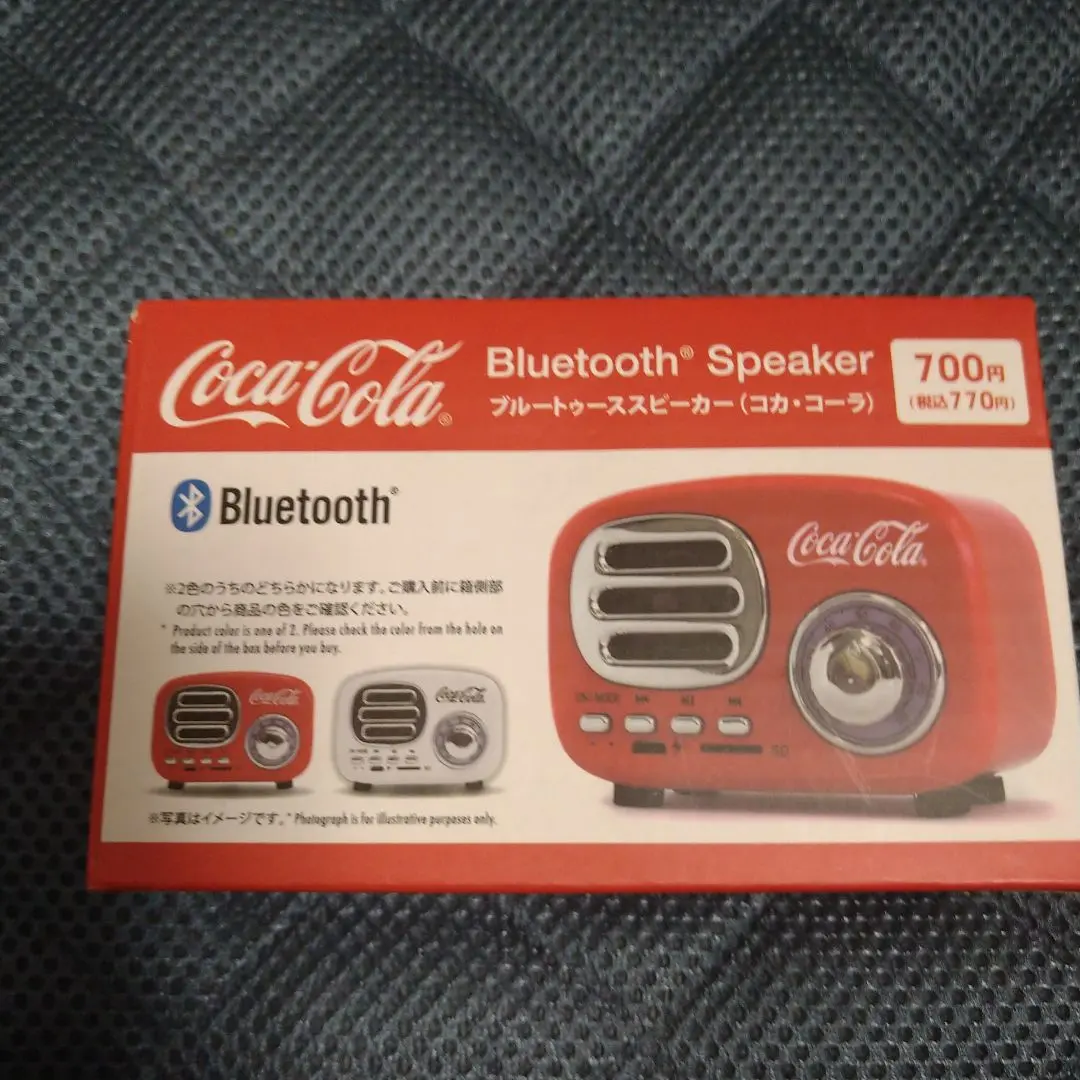 Coca-Cola®
Bluetooth® Speaker
ブルートゥーススピーカー（コカ・コーラ）
700円
（税込770円）
Bluetooth®
※2色のうちのどちらかになります。ご購入前に箱側部
の穴から商品の色をご確認ください。
* Product color is one of 2. Please check the color from the hole on
the side of the box before you buy.
Coca-Cola
Coca-Cola
Coca-Cola
SD
※写真はイメージです。* Photograph is for illustrative purposes only.